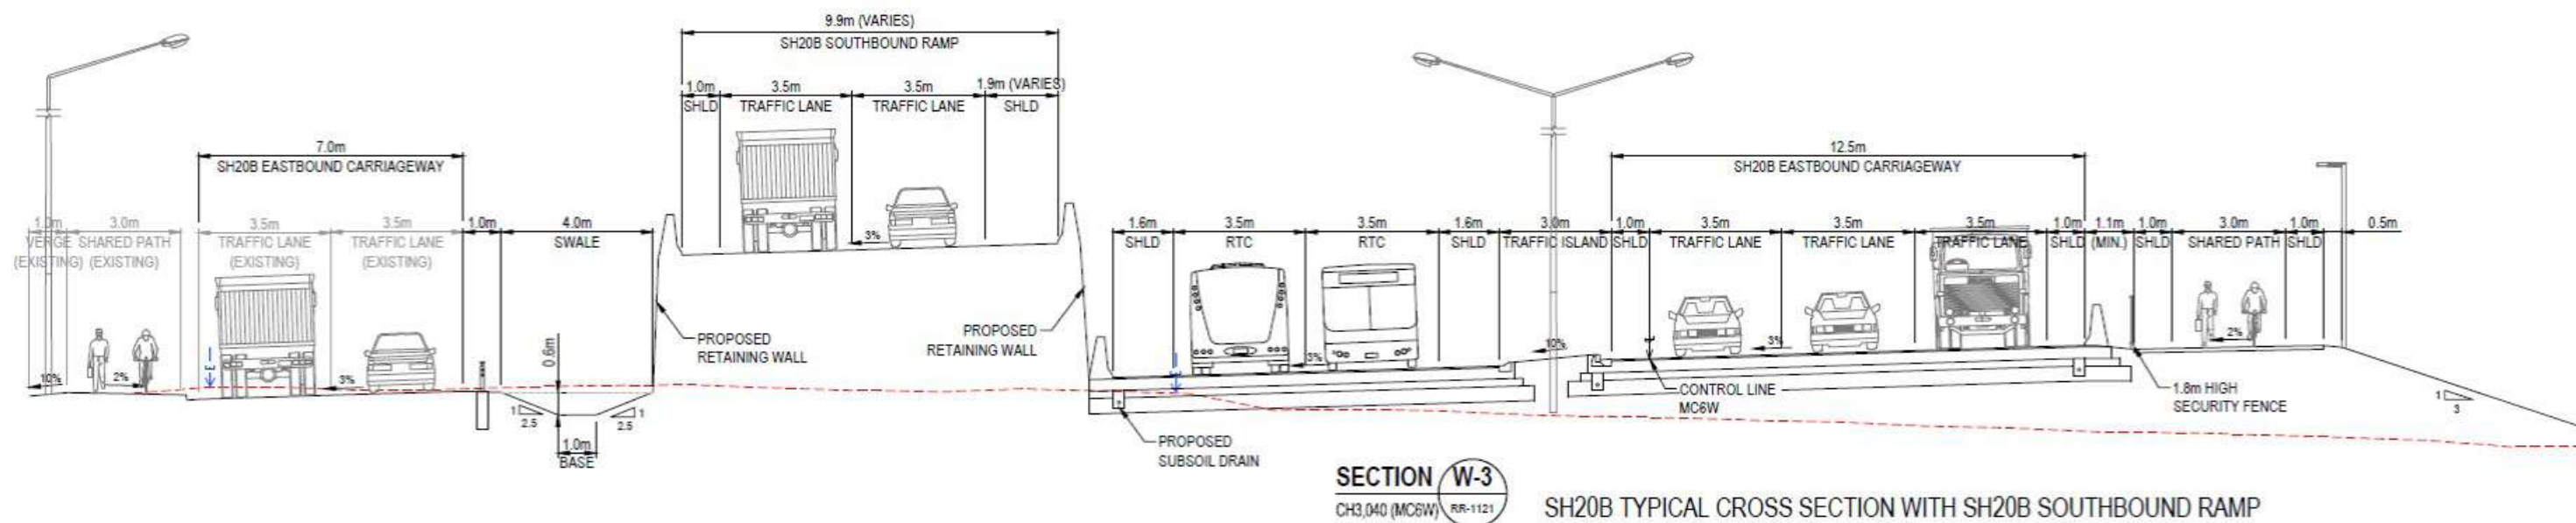 9.9m (VARIES)
SH20B SOUTHBOUND RAMP
1.0m 3.5m 3.5m 1.9m (VARIES)
SHLD TRAFFIC LANE TRAFFIC LANE SHLD
3%
7.0m
SH20B EASTBOUND CARRIAGEWAY
12.5m
SH20B EASTBOUND CARRIAGEWAY
1.0m 3.0m 3.5m 3.5m 1.0m 4.0m
VERGE SHARED PATH TRAFFIC LANE TRAFFIC LANE SWALE
(EXISTING) (EXISTING) (EXISTING) (EXISTING)
1.6m 3.5m 3.5m 1.6m 3.0m 1.0m 3.5m 3.5m 3.5m 1.0m 1.1m 1.0m 3.0m 1.0m 0.5m
SHLD RTC RTC SHLD TRAFFIC ISLAND SHLD TRAFFIC LANE TRAFFIC LANE TRAFFIC LANE SHLD (MIN.) SHLD SHARED PATH SHLD
PROPOSED
RETAINING WALL
PROPOSED
RETAINING WALL
0.6m
10% 2% 3% 3% 10% 3% 2%
E
1
2.5
1
2.5
1.0m
BASE
CONTROL LINE
MC6W
1.8m HIGH
SECURITY FENCE
1
3
PROPOSED
SUBSOIL DRAIN
SECTION W-3
CH3,040 (MC6W) RR-1121
SH20B TYPICAL CROSS SECTION WITH SH20B SOUTHBOUND RAMP